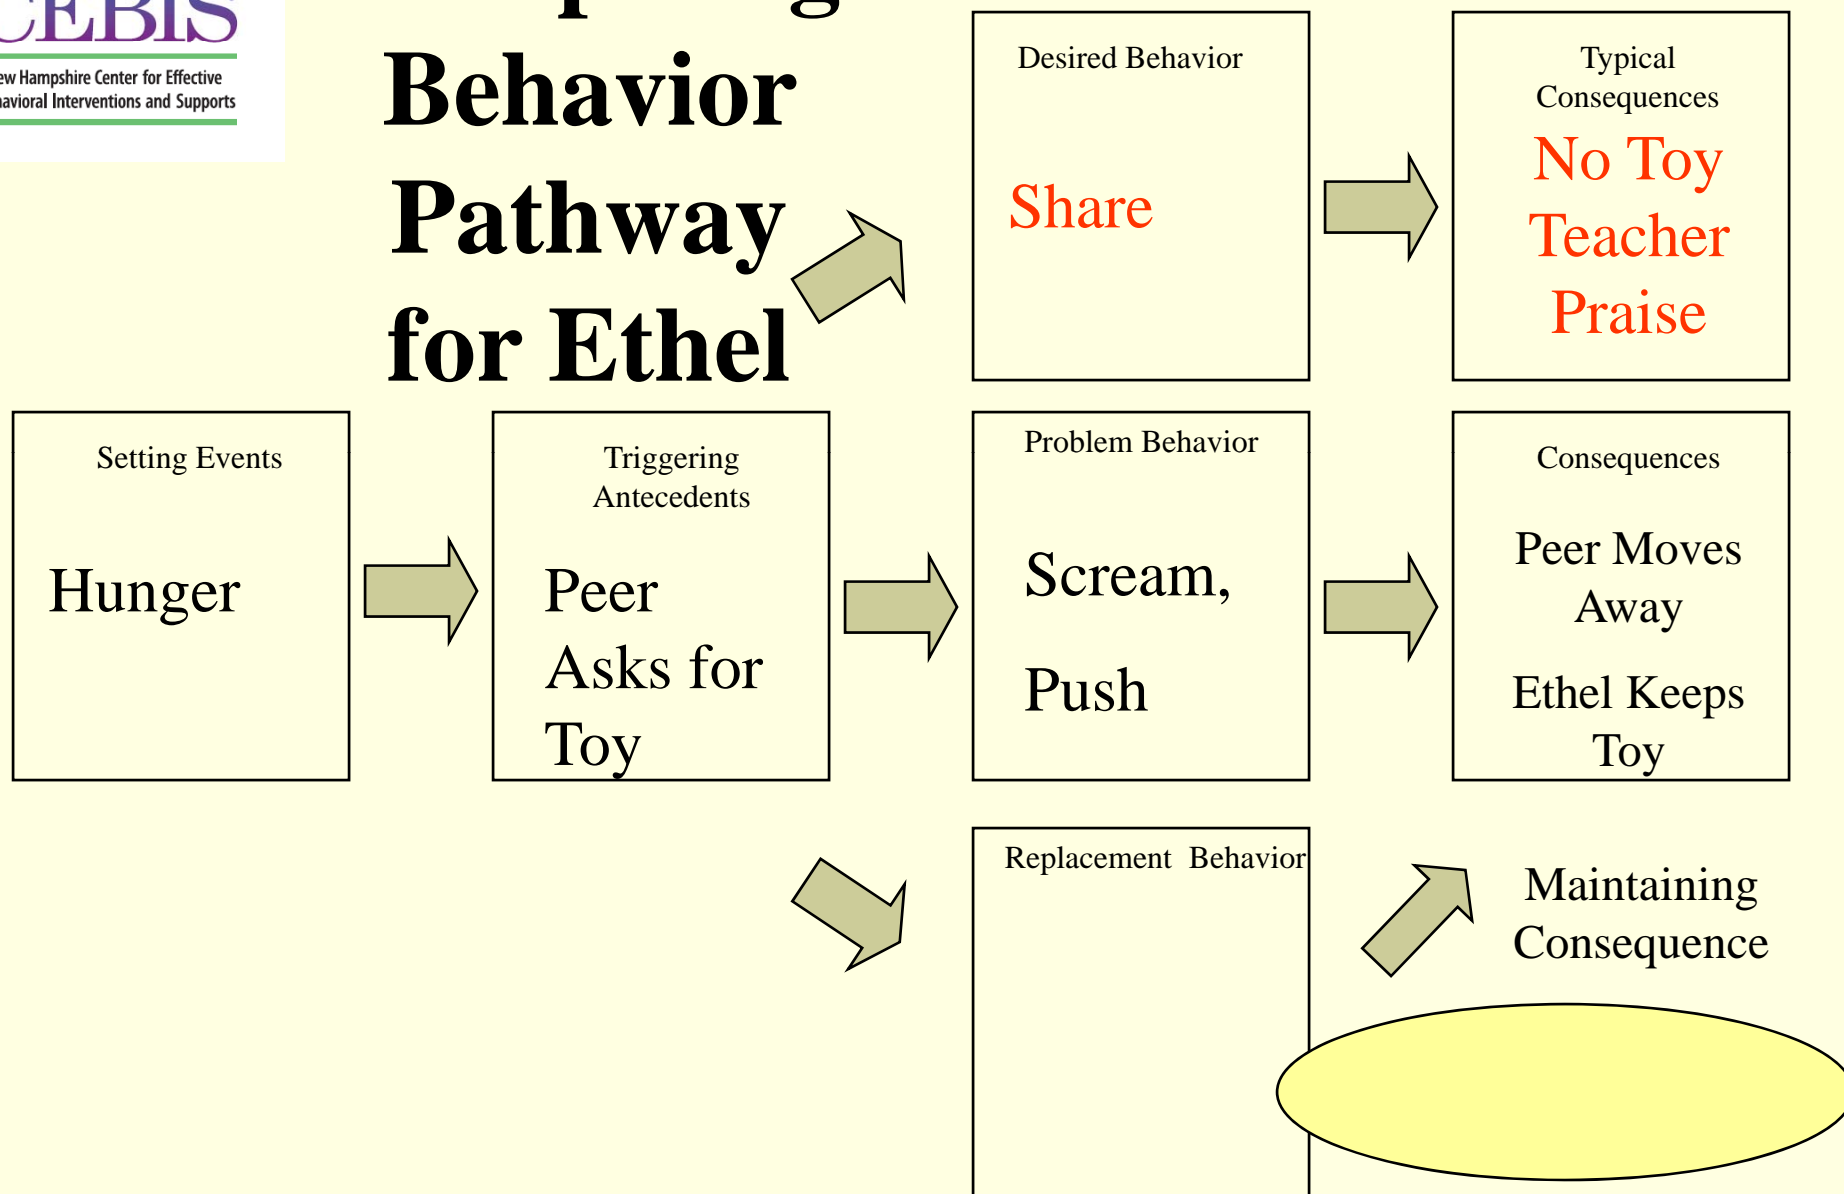 CEBIS
Hampshire Center for Effective
Interventions and Supports
Behavior
Pathway
for Ethel
Desired Behavior
Share
Typical
Consequences
No Toy
Teacher
Praise
Setting Events
Hunger
Triggering
Antecedents
Peer
Asks for
Toy
Problem Behavior
Scream,
Push
Consequences
Peer Moves
Away
Ethel Keeps
Toy
Replacement Behavior
Maintaining
Consequence